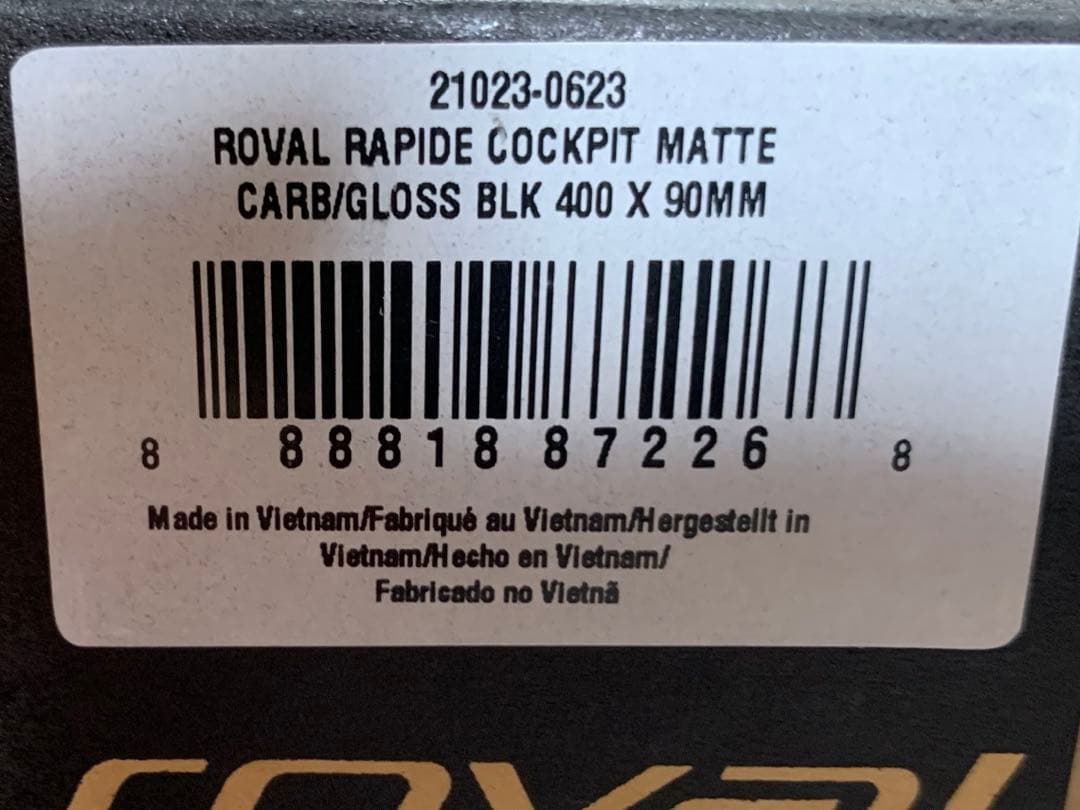 21023-0623
ROVAL RAPIDE COCKPIT MATTE
CARB/GLOSS BLK 400 X 90MM
8 88818 87226 8
Made in Vietnam/Fabriqué au Vietnam/Hergestellt in
Vietnam/Hecho en Vietnam/
Fabricado no Vietnã
roval